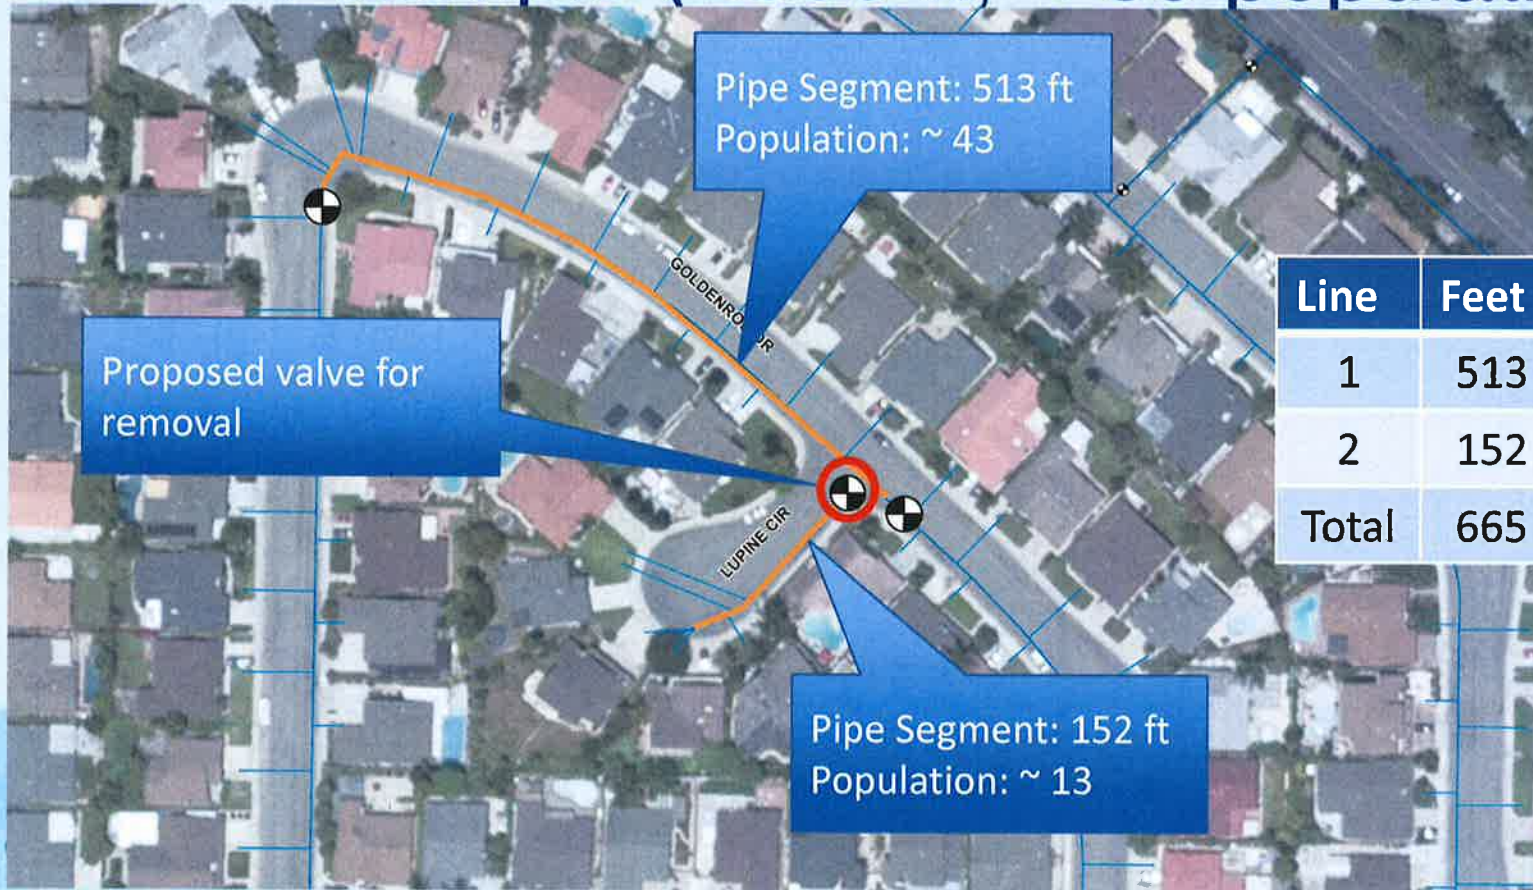 Pipe Segment: 513 ft
Population: ~ 43
GOLDENRO DR
Proposed valve for
removal
Line Feet
1 513
2 152
Total 665
LUPINE CIR
Pipe Segment: 152 ft
Population: ~ 13